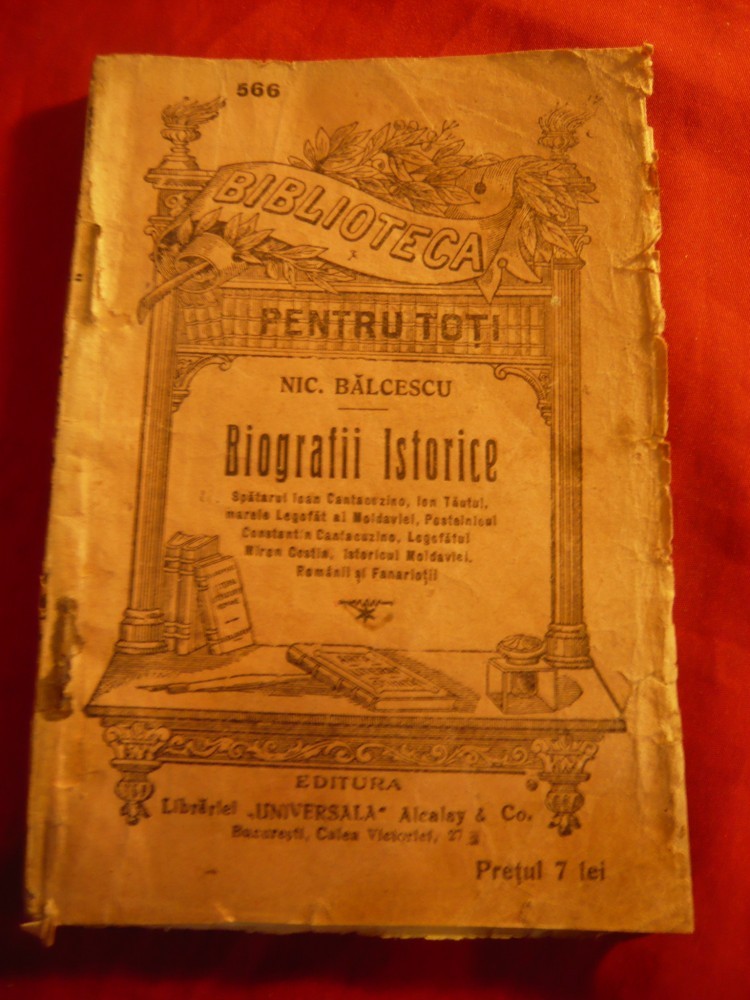 566
BIBLIOTECA
PENTRU TOȚI
NIC. BĂLCESCU
Biografii Istorice
Spătarul Ioan Cantacuzino, Ion Tăutul,
marele Logofăt al Moldaviei, Postelnicul
Constantin Cantacuzino, Logofătul
Miron Costin, Istoricul Moldaviei,
Românii și Fanarioții
EDITURA
Librăriei „UNIVERSALA" Alcalay & Co.
București, Calea Victoriei, 27
Prețul 7 lei